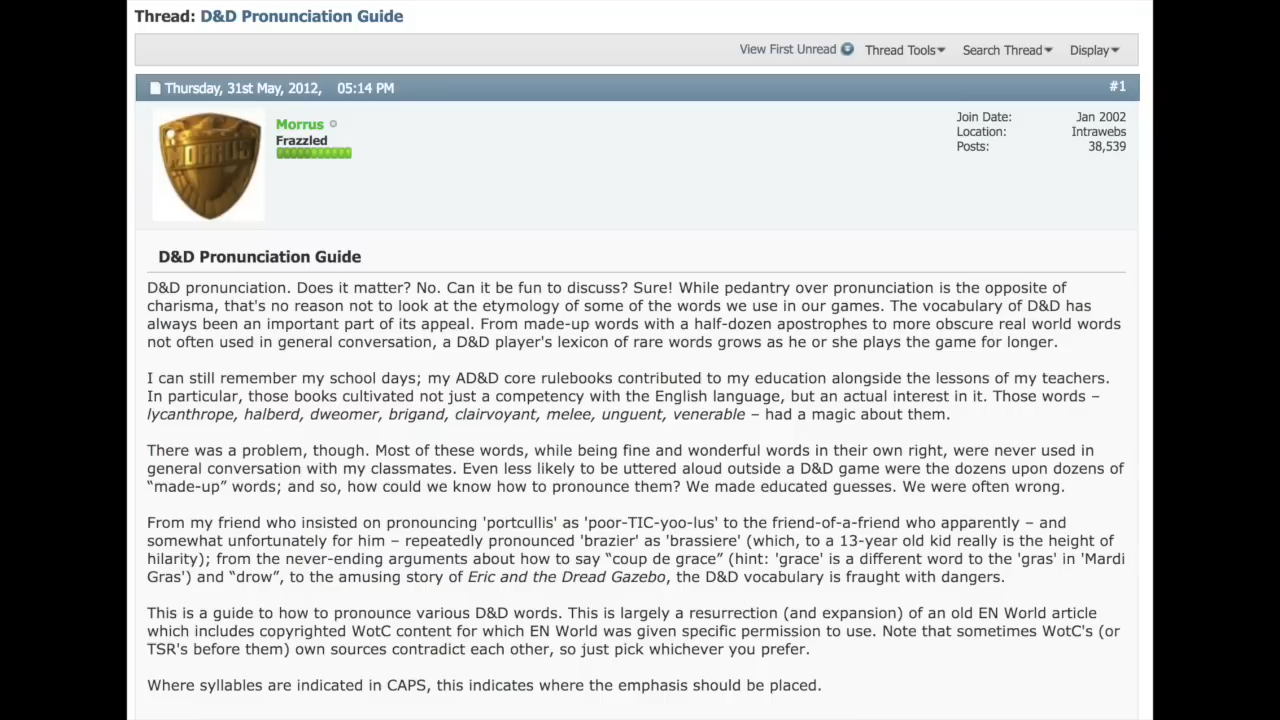 Thread: D&D Pronunciation Guide
View First Unread Thread Tools Search Thread Display
Thursday, 31st May, 2012, 05:14 PM #1
MORRUS
Morrus
Frazzled
Join Date: Jan 2002
Location: Intrawebs
Posts: 38,539
D&D Pronunciation Guide
D&D pronunciation. Does it matter? No. Can it be fun to discuss? Sure! While pedantry over pronunciation is the opposite of
charisma, that's no reason not to look at the etymology of some of the words we use in our games. The vocabulary of D&D has
always been an important part of its appeal. From made-up words with a half-dozen apostrophes to more obscure real world words
not often used in general conversation, a D&D player's lexicon of rare words grows as he or she plays the game for longer.
I can still remember my school days; my AD&D core rulebooks contributed to my education alongside the lessons of my teachers.
In particular, those books cultivated not just a competency with the English language, but an actual interest in it. Those words –
lycanthrope, halberd, dweomer, brigand, clairvoyant, melee, unguent, venerable – had a magic about them.
There was a problem, though. Most of these words, while being fine and wonderful words in their own right, were never used in
general conversation with my classmates. Even less likely to be uttered aloud outside a D&D game were the dozens upon dozens of
“made-up” words; and so, how could we know how to pronounce them? We made educated guesses. We were often wrong.
From my friend who insisted on pronouncing 'portcullis' as 'poor-TIC-yoo-lus' to the friend-of-a-friend who apparently – and
somewhat unfortunately for him – repeatedly pronounced 'brazier' as 'brassiere' (which, to a 13-year old kid really is the height of
hilarity); from the never-ending arguments about how to say “coup de grace” (hint: 'grace' is a different word to the 'gras' in 'Mardi
Gras') and “drow”, to the amusing story of Eric and the Dread Gazebo, the D&D vocabulary is fraught with dangers.
This is a guide to how to pronounce various D&D words. This is largely a resurrection (and expansion) of an old EN World article
which includes copyrighted WotC content for which EN World was given specific permission to use. Note that sometimes WotC's (or
TSR's before them) own sources contradict each other, so just pick whichever you prefer.
Where syllables are indicated in CAPS, this indicates where the emphasis should be placed.